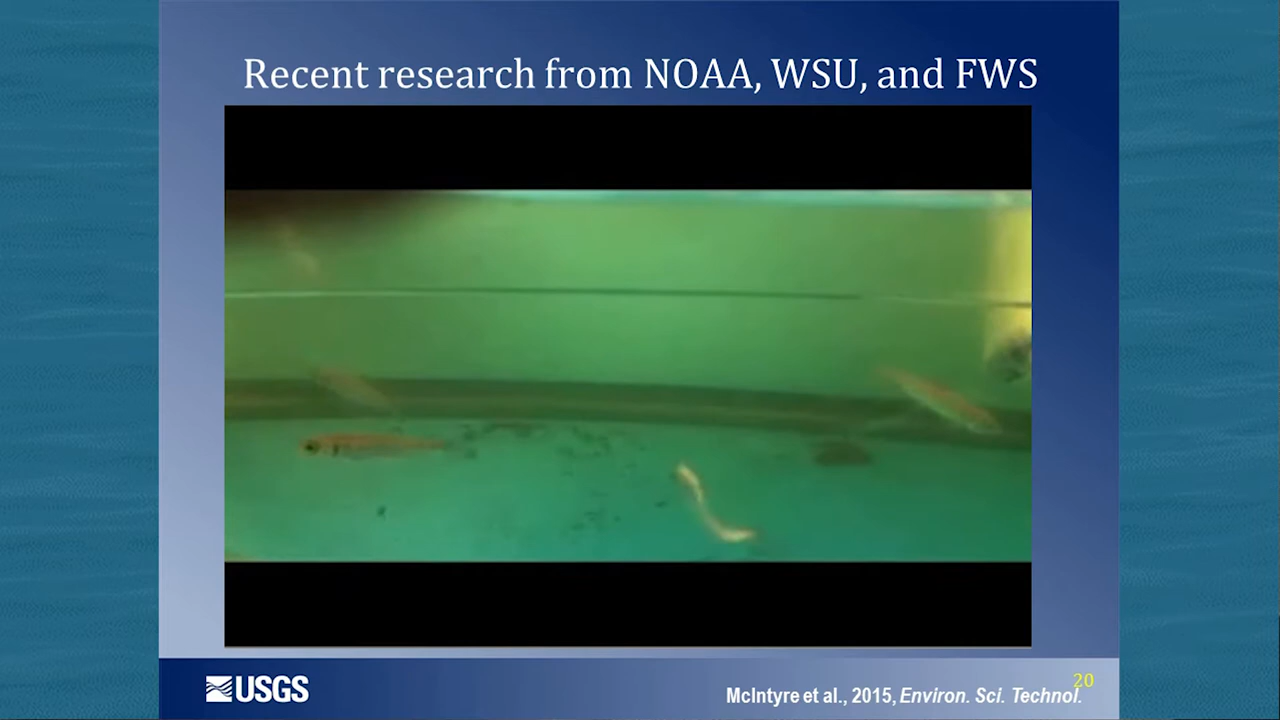 Recent research from NOAA, WSU, and FWS
USGS
20
McIntyre et al., 2015, Environ. Sci. Technol.